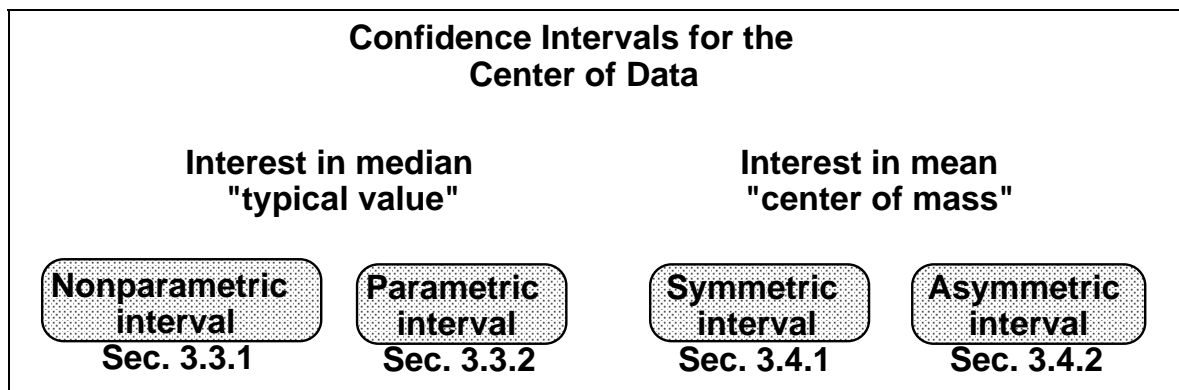 Confidence Intervals for the
Center of Data
Interest in median
"typical value"
Interest in mean
"center of mass"
Nonparametric
interval
Sec. 3.3.1
Parametric
interval
Sec. 3.3.2
Symmetric
interval
Sec. 3.4.1
Asymmetric
interval
Sec. 3.4.2